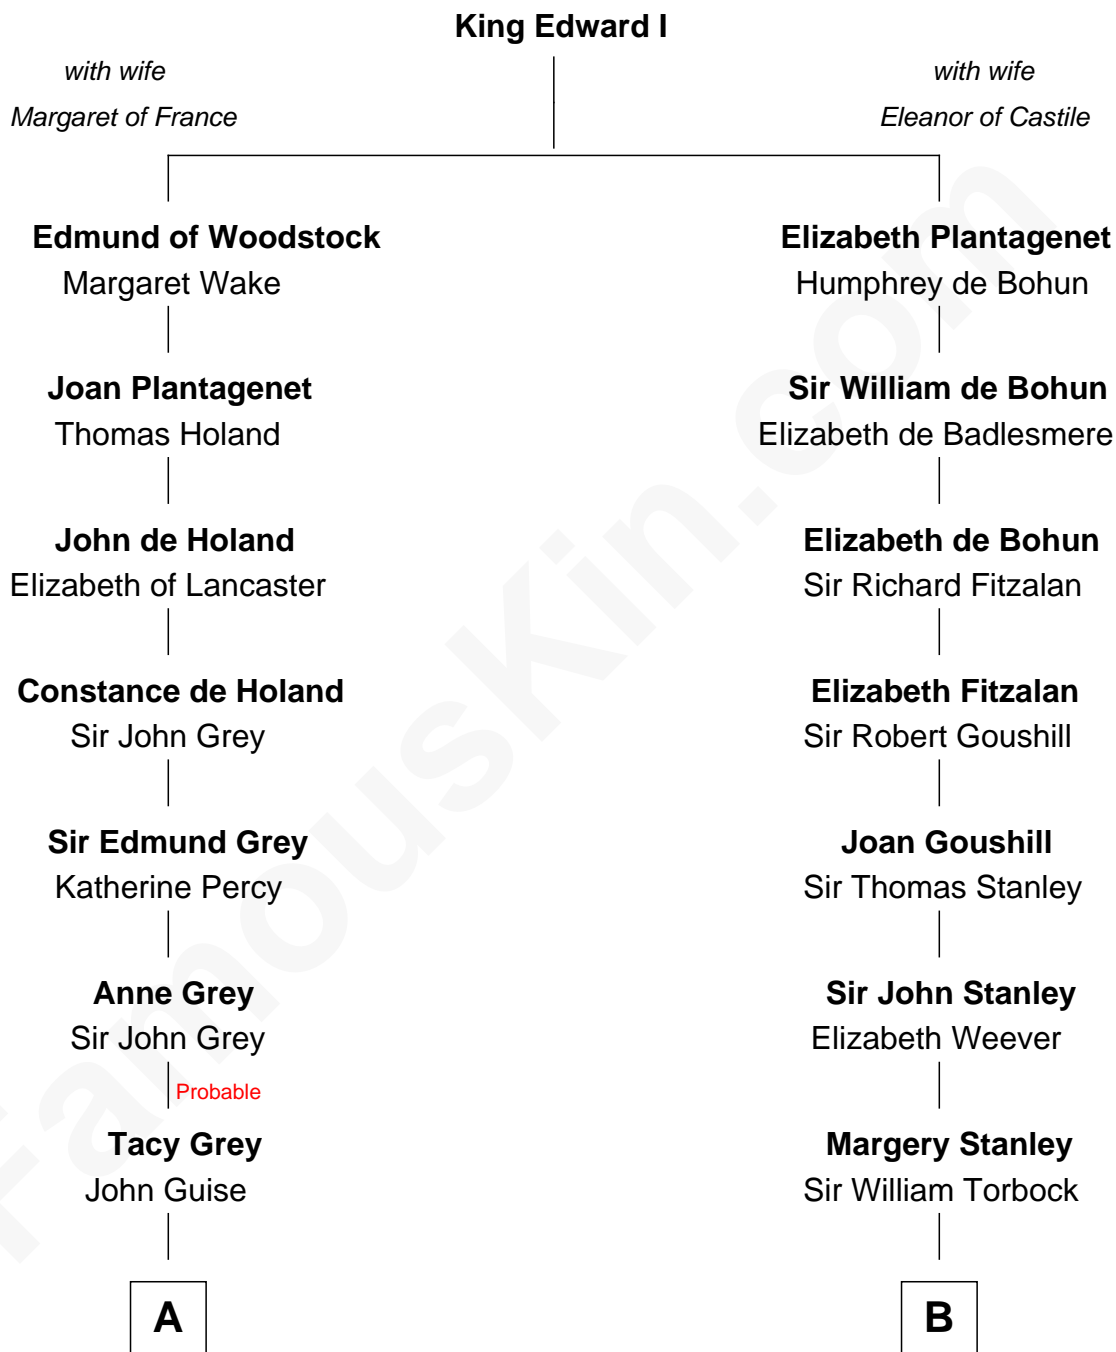 King Edward I
with wife
Margaret of France
with wife
Eleanor of Castile
Edmund of Woodstock
Margaret Wake
Elizabeth Plantagenet
Humphrey de Bohun
Joan Plantagenet
Thomas Holand
Sir William de Bohun
Elizabeth de Badlesmere
John de Holand
Elizabeth of Lancaster
Elizabeth de Bohun
Sir Richard Fitzalan
Constance de Holand
Sir John Grey
Elizabeth Fitzalan
Sir Robert Goushill
Sir Edmund Grey
Katherine Percy
Joan Goushill
Sir Thomas Stanley
Anne Grey
Sir John Grey
Sir John Stanley
Elizabeth Weever
Probable
Tacy Grey
John Guise
Margery Stanley
Sir William Torbock
A
B
FamousKin.com